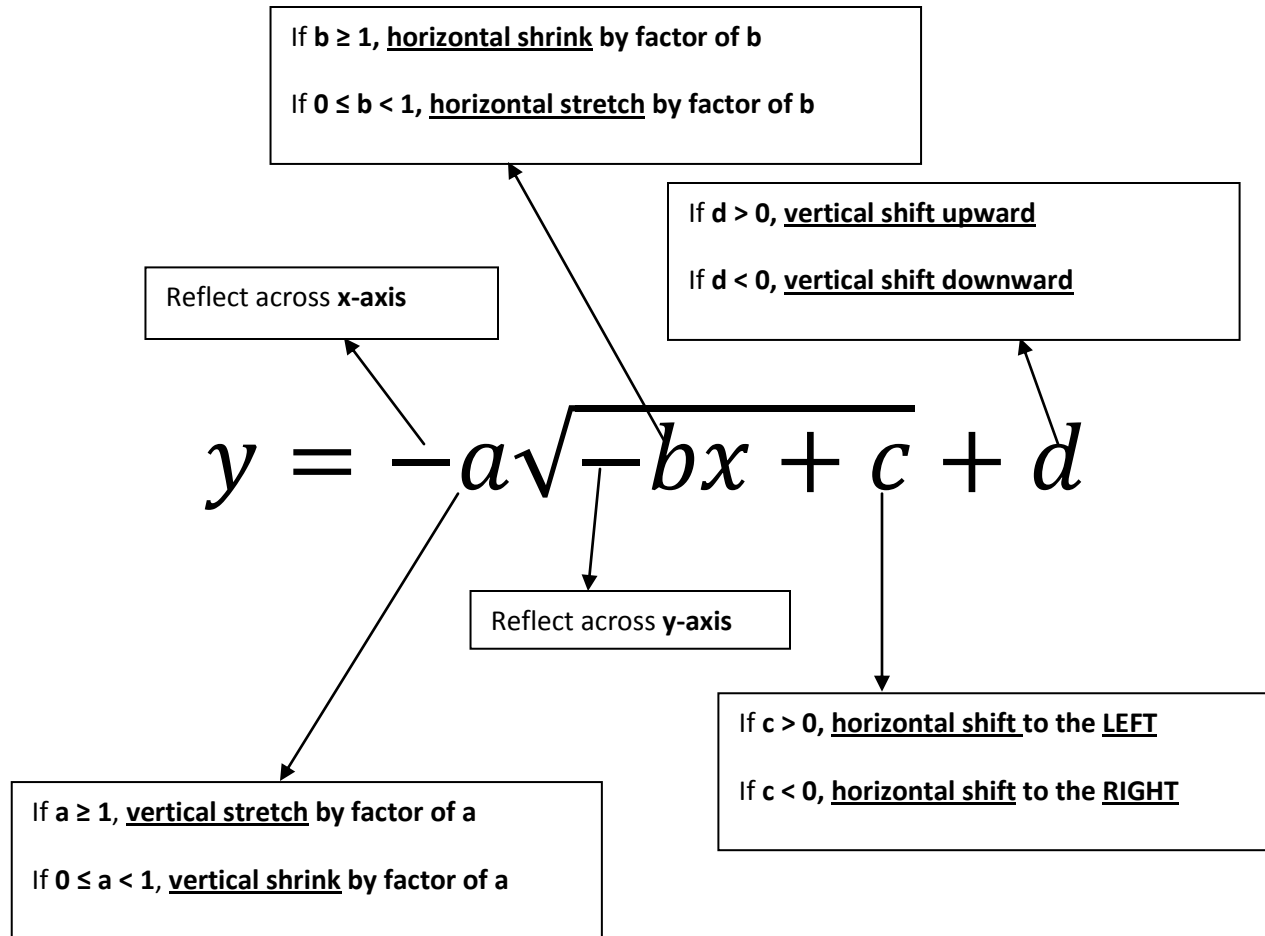 If b ≥ 1, horizontal shrink by factor of b
If 0 ≤ b < 1, horizontal stretch by factor of b
If d > 0, vertical shift upward
If d < 0, vertical shift downward
Reflect across x-axis
y = −a√−bx + c + d
Reflect across y-axis
If c > 0, horizontal shift to the LEFT
If c < 0, horizontal shift to the RIGHT
If a ≥ 1, vertical stretch by factor of a
If 0 ≤ a < 1, vertical shrink by factor of a